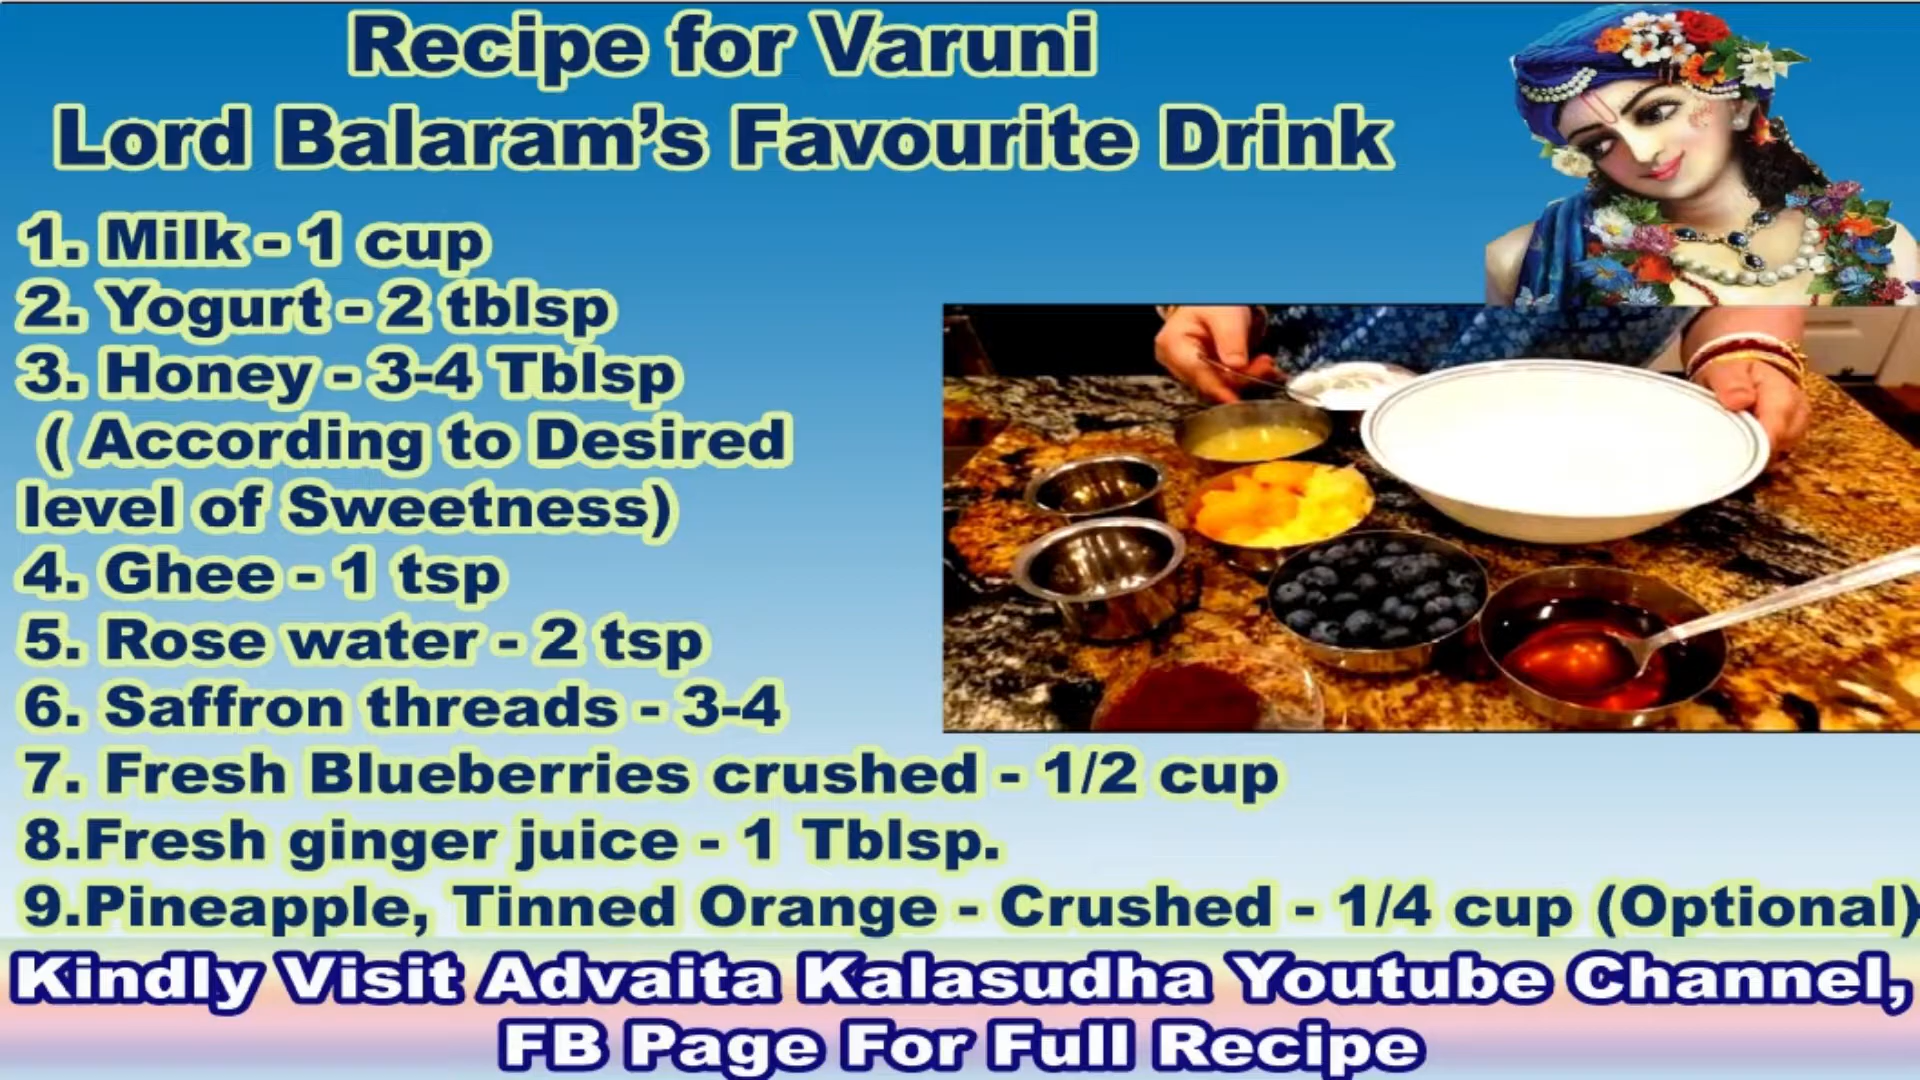 Recipe for Varuni
Lord Balaram's Favourite Drink
1. Milk - 1 cup
2. Yogurt - 2 tblsp
3. Honey - 3-4 Tblsp
( According to Desired
level of Sweetness)
4. Ghee - 1 tsp
5. Rose water - 2 tsp
6. Saffron threads - 3-4
7. Fresh Blueberries crushed - 1/2 cup
8.Fresh ginger juice - 1 Tblsp.
9.Pineapple, Tinned Orange - Crushed - 1/4 cup (Optional)
Kindly Visit Advaita Kalasudha Youtube Channel,
FB Page For Full Recipe